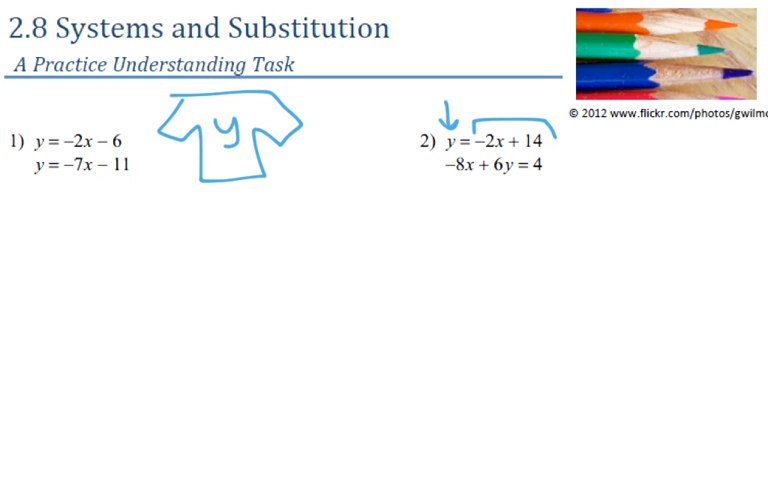 2.8 Systems and Substitution
A Practice Understanding Task
© 2012 www.flickr.com/photos/gwilmo
1) y = −2x − 6
y = −7x − 11
y
2) y = −2x + 14
−8x + 6y = 4